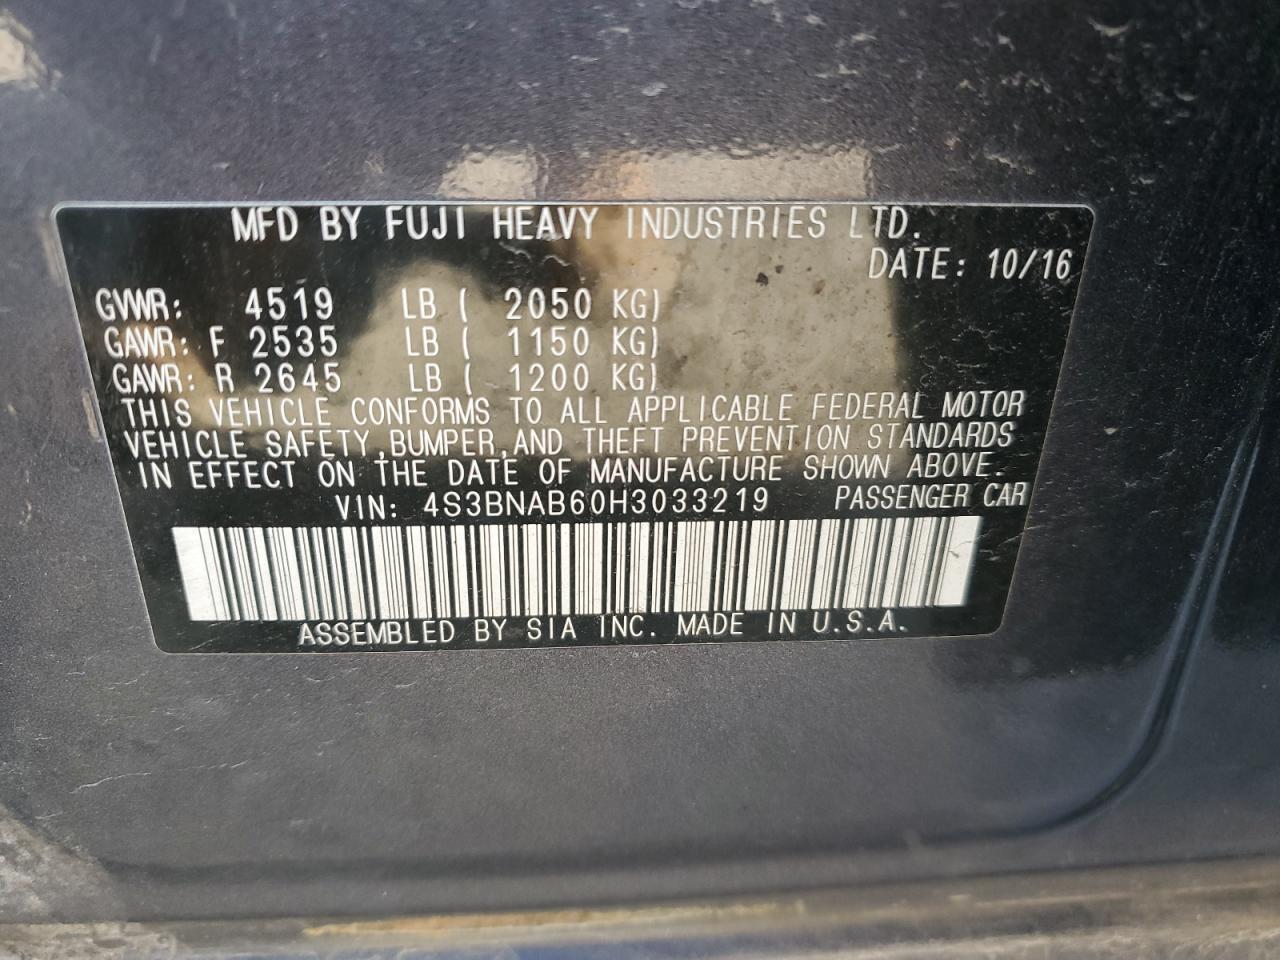 MFD BY FUJI HEAVY INDUSTRIES LTD.
DATE: 10/16
GVWR: 4519 LB ( 2050 KG)
GAWR: F 2535 LB ( 1150 KG)
GAWR: R 2645 LB ( 1200 KG)
THIS VEHICLE CONFORMS TO ALL APPLICABLE FEDERAL MOTOR
VEHICLE SAFETY,BUMPER,AND THEFT PREVENTION STANDARDS
IN EFFECT ON THE DATE OF MANUFACTURE SHOWN ABOVE.
VIN: 4S3BNAB60H3033219 PASSENGER CAR
ASSEMBLED BY SIA INC. MADE IN U.S.A.